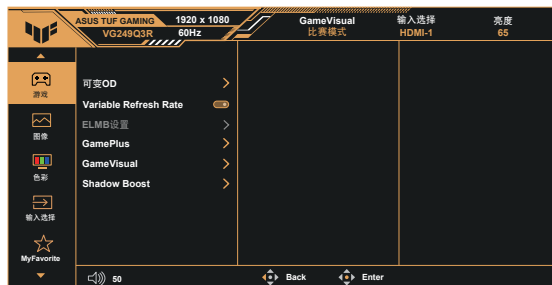 ASUS TUF GAMING 1920 x 1080 GameVisual 输入选择 亮度
VG249Q3R 60Hz 比赛模式 HDMI-1 65
游戏
图像
色彩
输入选择
MyFavorite
可变OD
Variable Refresh Rate
ELMB设置
GamePlus
GameVisual
Shadow Boost
50 Back Enter